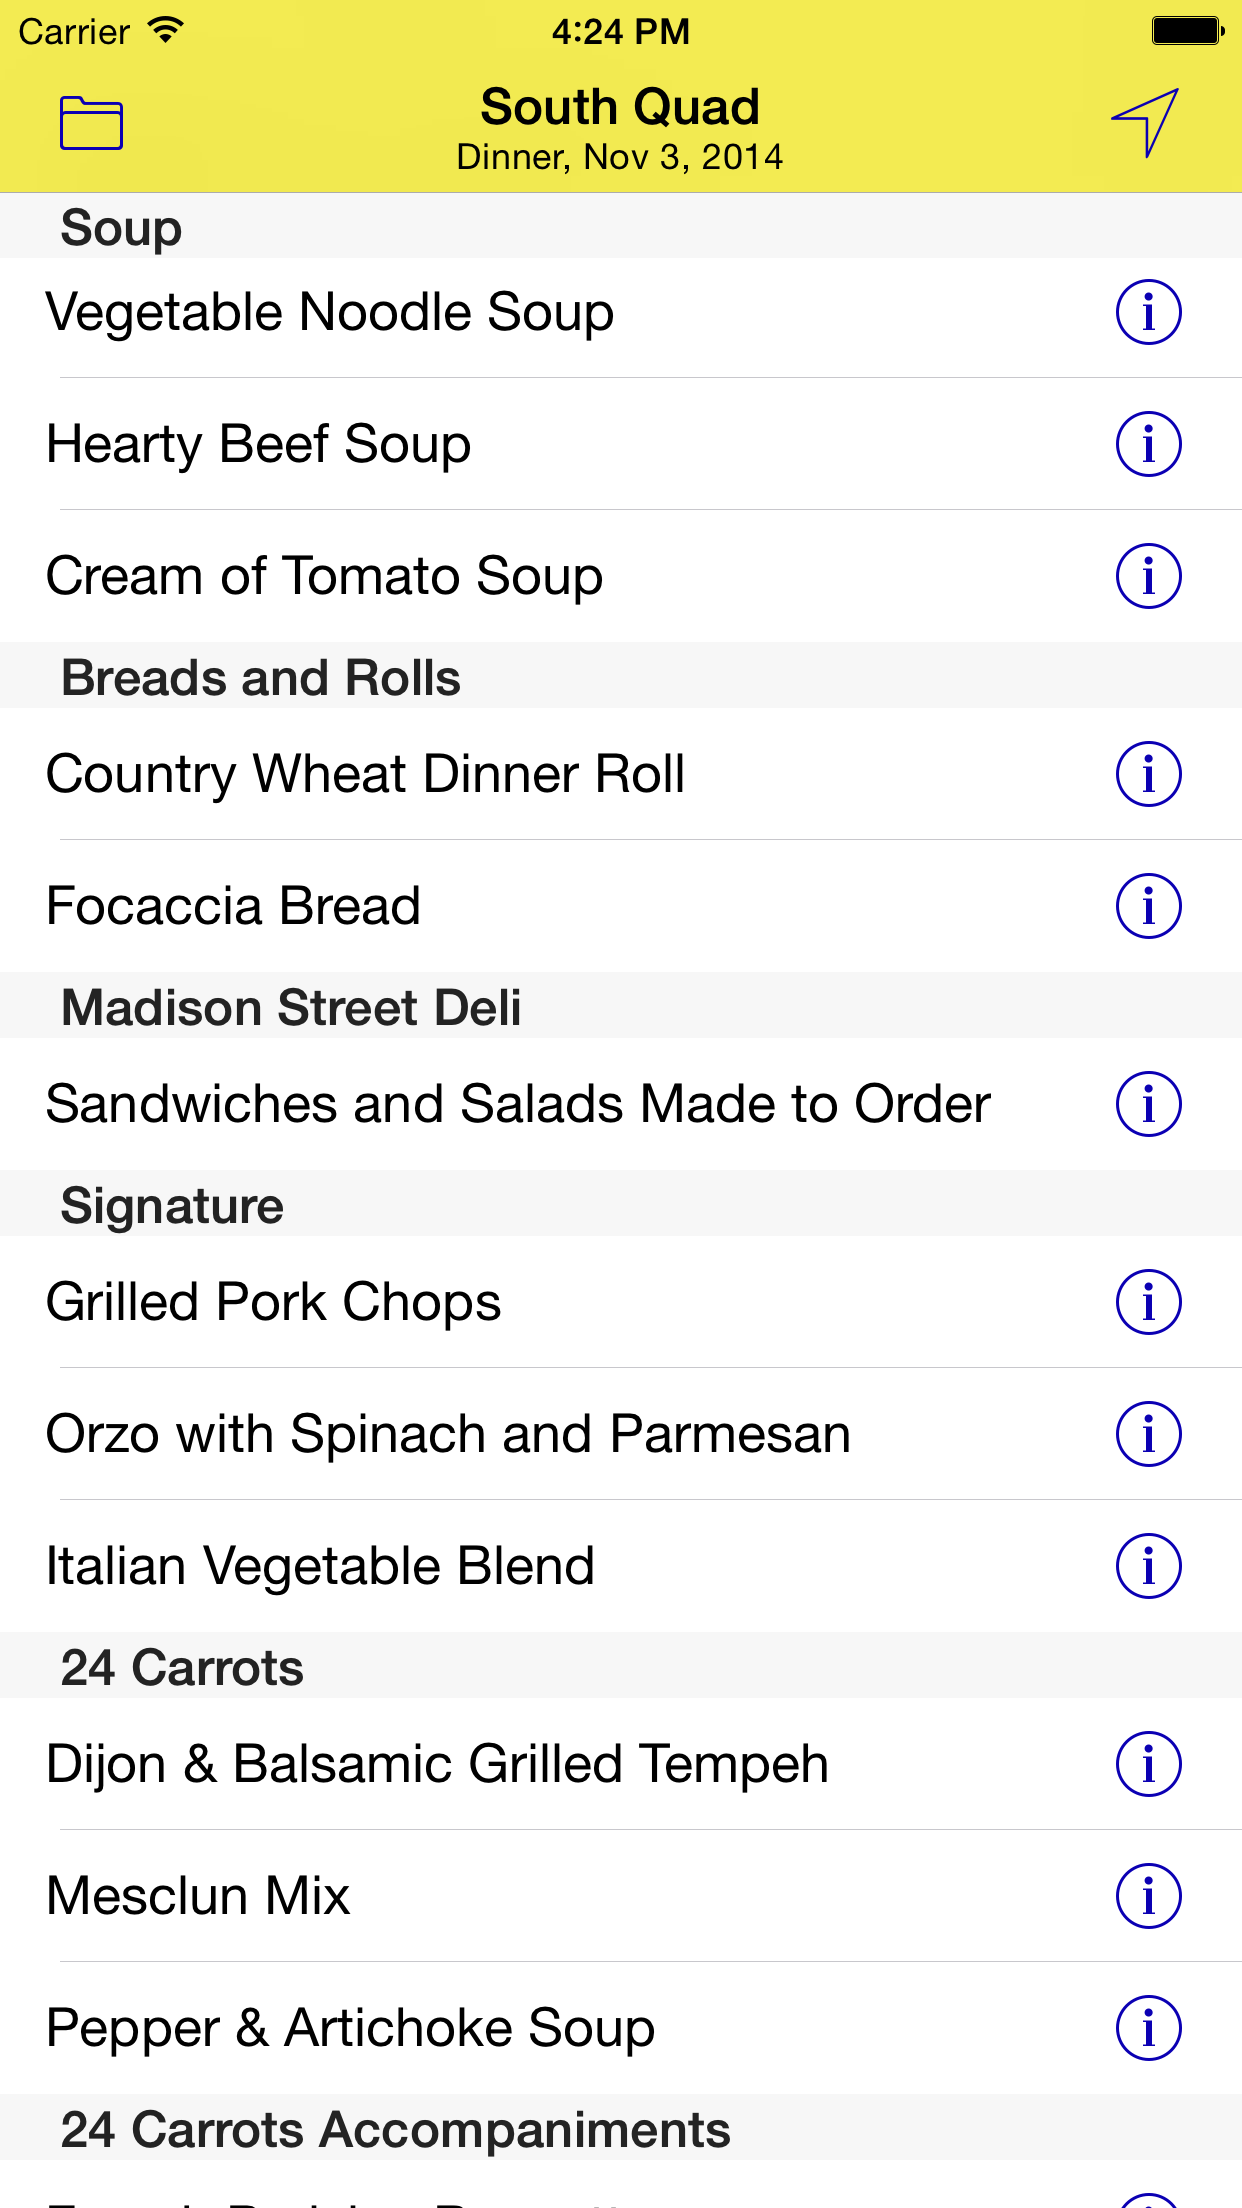 Carrier 4:24 PM
South Quad
Dinner, Nov 3, 2014
Soup
Vegetable Noodle Soup
Hearty Beef Soup
Cream of Tomato Soup
Breads and Rolls
Country Wheat Dinner Roll
Focaccia Bread
Madison Street Deli
Sandwiches and Salads Made to Order
Signature
Grilled Pork Chops
Orzo with Spinach and Parmesan
Italian Vegetable Blend
24 Carrots
Dijon & Balsamic Grilled Tempeh
Mesclun Mix
Pepper & Artichoke Soup
24 Carrots Accompaniments